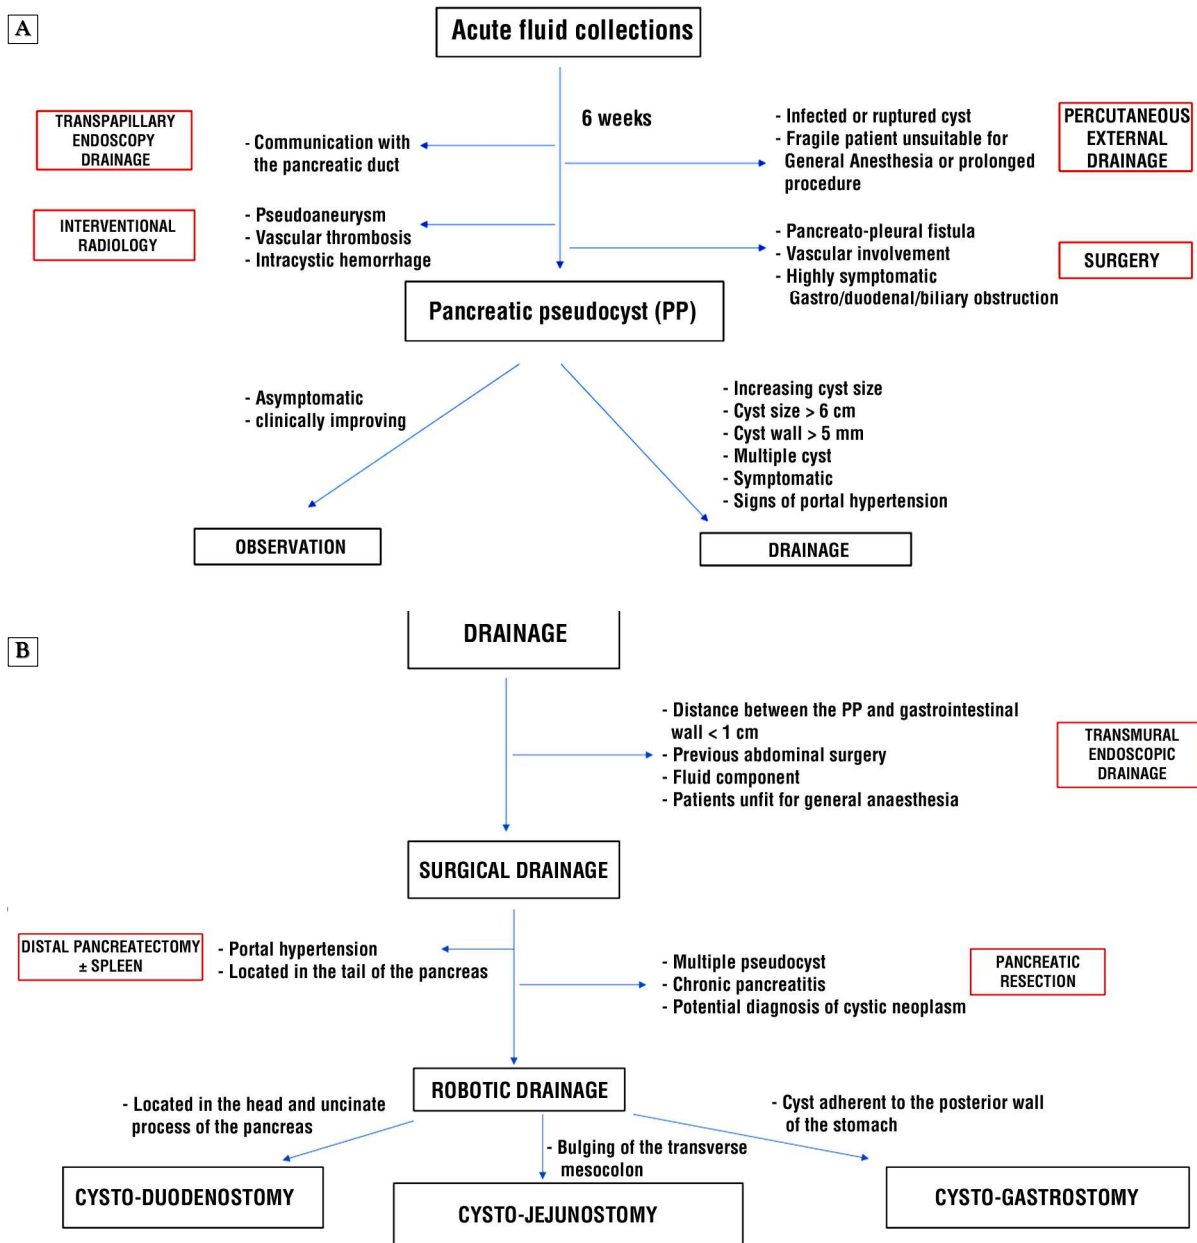 A
Acute fluid collections
6 weeks
TRANSPAPILLARY
ENDOSCOPY
DRAINAGE
- Communication with
the pancreatic duct
- Infected or ruptured cyst
- Fragile patient unsuitable for
General Anesthesia or prolonged
procedure
PERCUTANEOUS
EXTERNAL
DRAINAGE
INTERVENTIONAL
RADIOLOGY
- Pseudoaneurysm
- Vascular thrombosis
- Intracystic hemorrhage
- Pancreato-pleural fistula
- Vascular involvement
- Highly symptomatic
Gastro/duodenal/biliary obstruction
SURGERY
Pancreatic pseudocyst (PP)
- Asymptomatic
- clinically improving
- Increasing cyst size
- Cyst size > 6 cm
- Cyst wall > 5 mm
- Multiple cyst
- Symptomatic
- Signs of portal hypertension
OBSERVATION
DRAINAGE
B
DRAINAGE
- Distance between the PP and gastrointestinal
wall < 1 cm
- Previous abdominal surgery
- Fluid component
- Patients unfit for general anaesthesia
TRANSMURAL
ENDOSCOPIC
DRAINAGE
SURGICAL DRAINAGE
DISTAL PANCREATECTOMY
± SPLEEN
- Portal hypertension
- Located in the tail of the pancreas
- Multiple pseudocyst
- Chronic pancreatitis
- Potential diagnosis of cystic neoplasm
PANCREATIC
RESECTION
ROBOTIC DRAINAGE
- Located in the head and uncinate
process of the pancreas
- Bulging of the transverse
mesocolon
- Cyst adherent to the posterior wall
of the stomach
CYSTO-DUODENOSTOMY
CYSTO-JEJUNOSTOMY
CYSTO-GASTROSTOMY